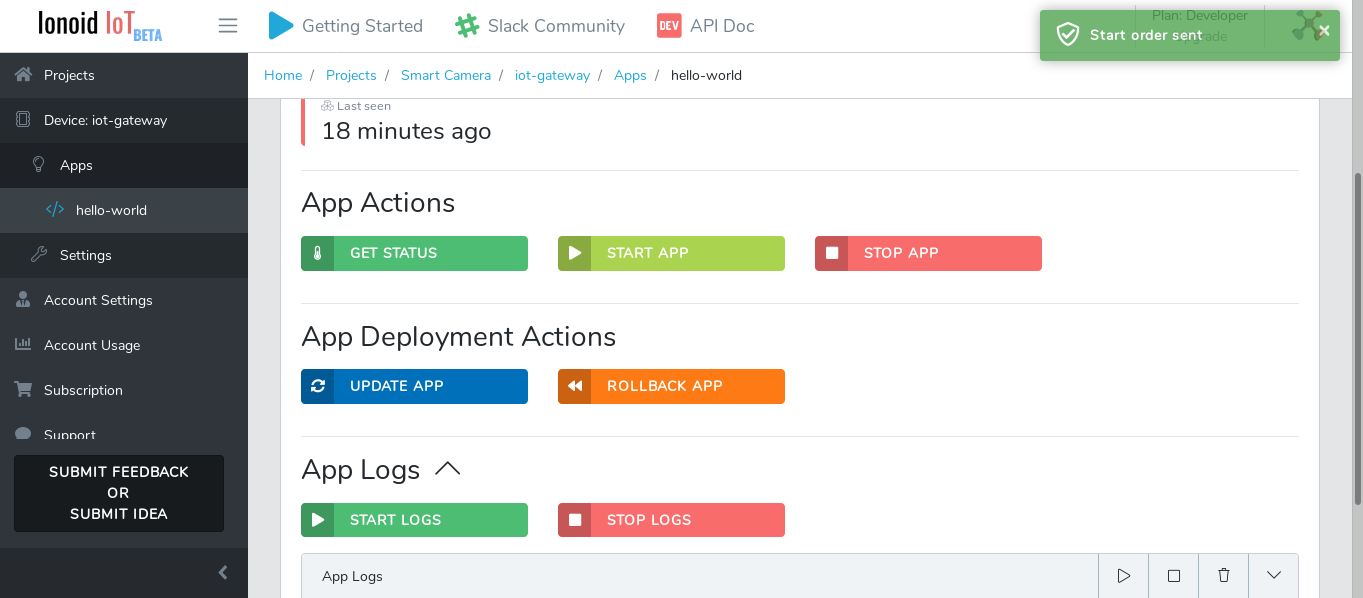 Ionoid IoT BETA
Getting Started
Slack Community
DEV API Doc
Plan: Developer
Start order sent
Projects
Device: iot-gateway
Apps
hello-world
Settings
Account Settings
Account Usage
Subscription
Support
SUBMIT FEEDBACK
OR
SUBMIT IDEA
Home / Projects / Smart Camera / iot-gateway / Apps / hello-world
Last seen
18 minutes ago
App Actions
GET STATUS
START APP
STOP APP
App Deployment Actions
UPDATE APP
ROLLBACK APP
App Logs
START LOGS
STOP LOGS
App Logs